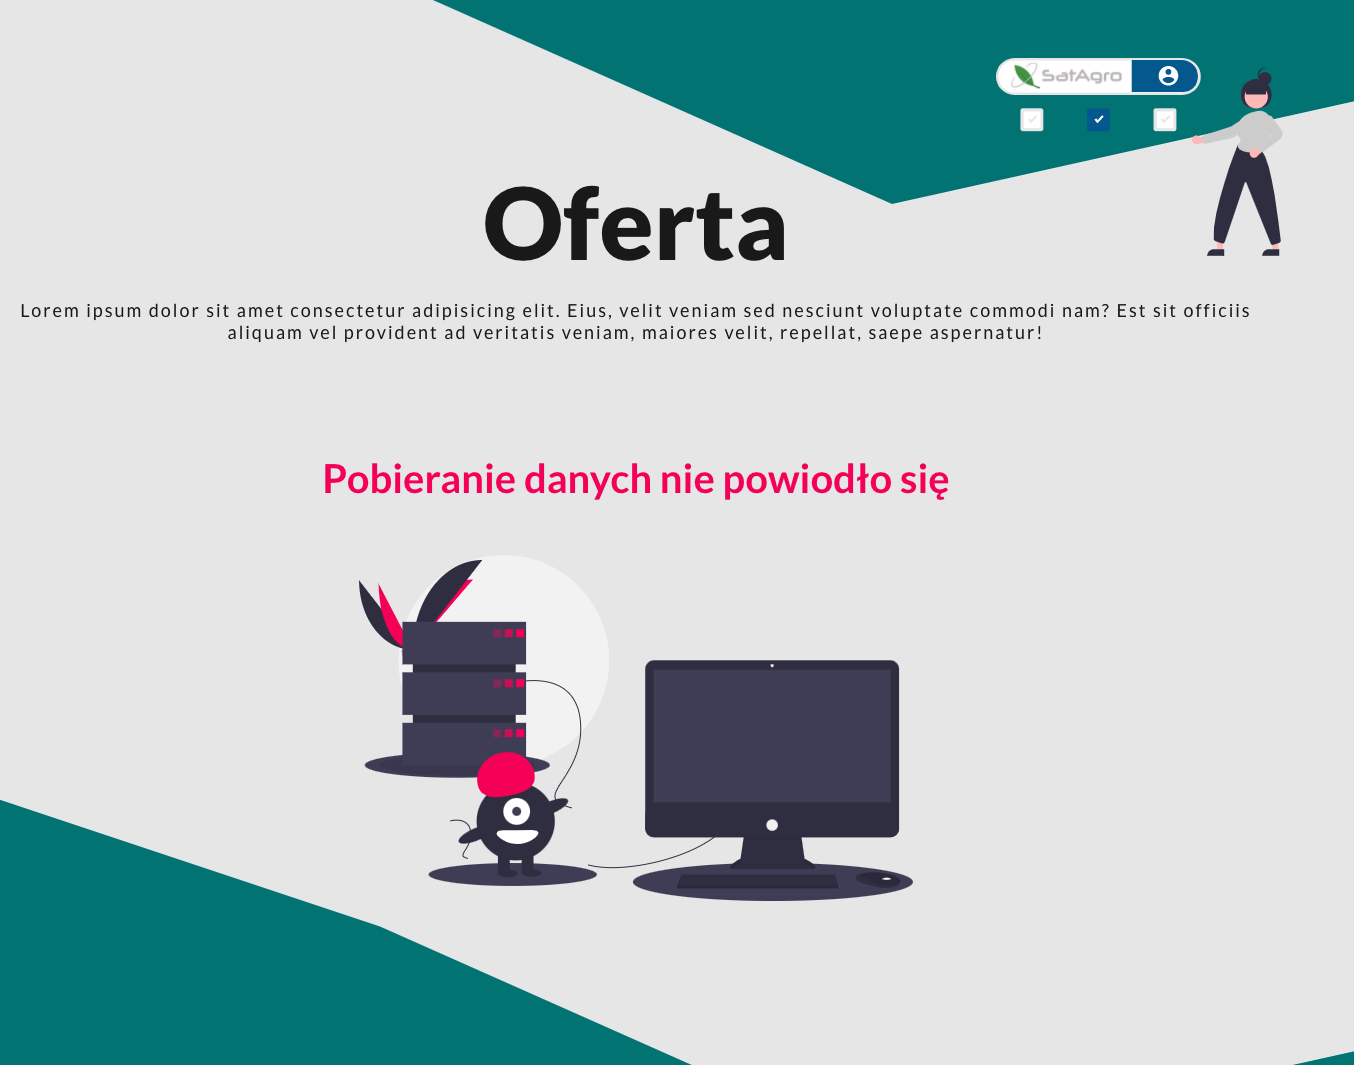 SatAgro
Oferta
Lorem ipsum dolor sit amet consectetur adipisicing elit. Eius, velit veniam sed nesciunt voluptate commodi nam? Est sit officiis
aliquam vel provident ad veritatis veniam, maiores velit, repellat, saepe aspernatur!
Pobieranie danych nie powiodło się